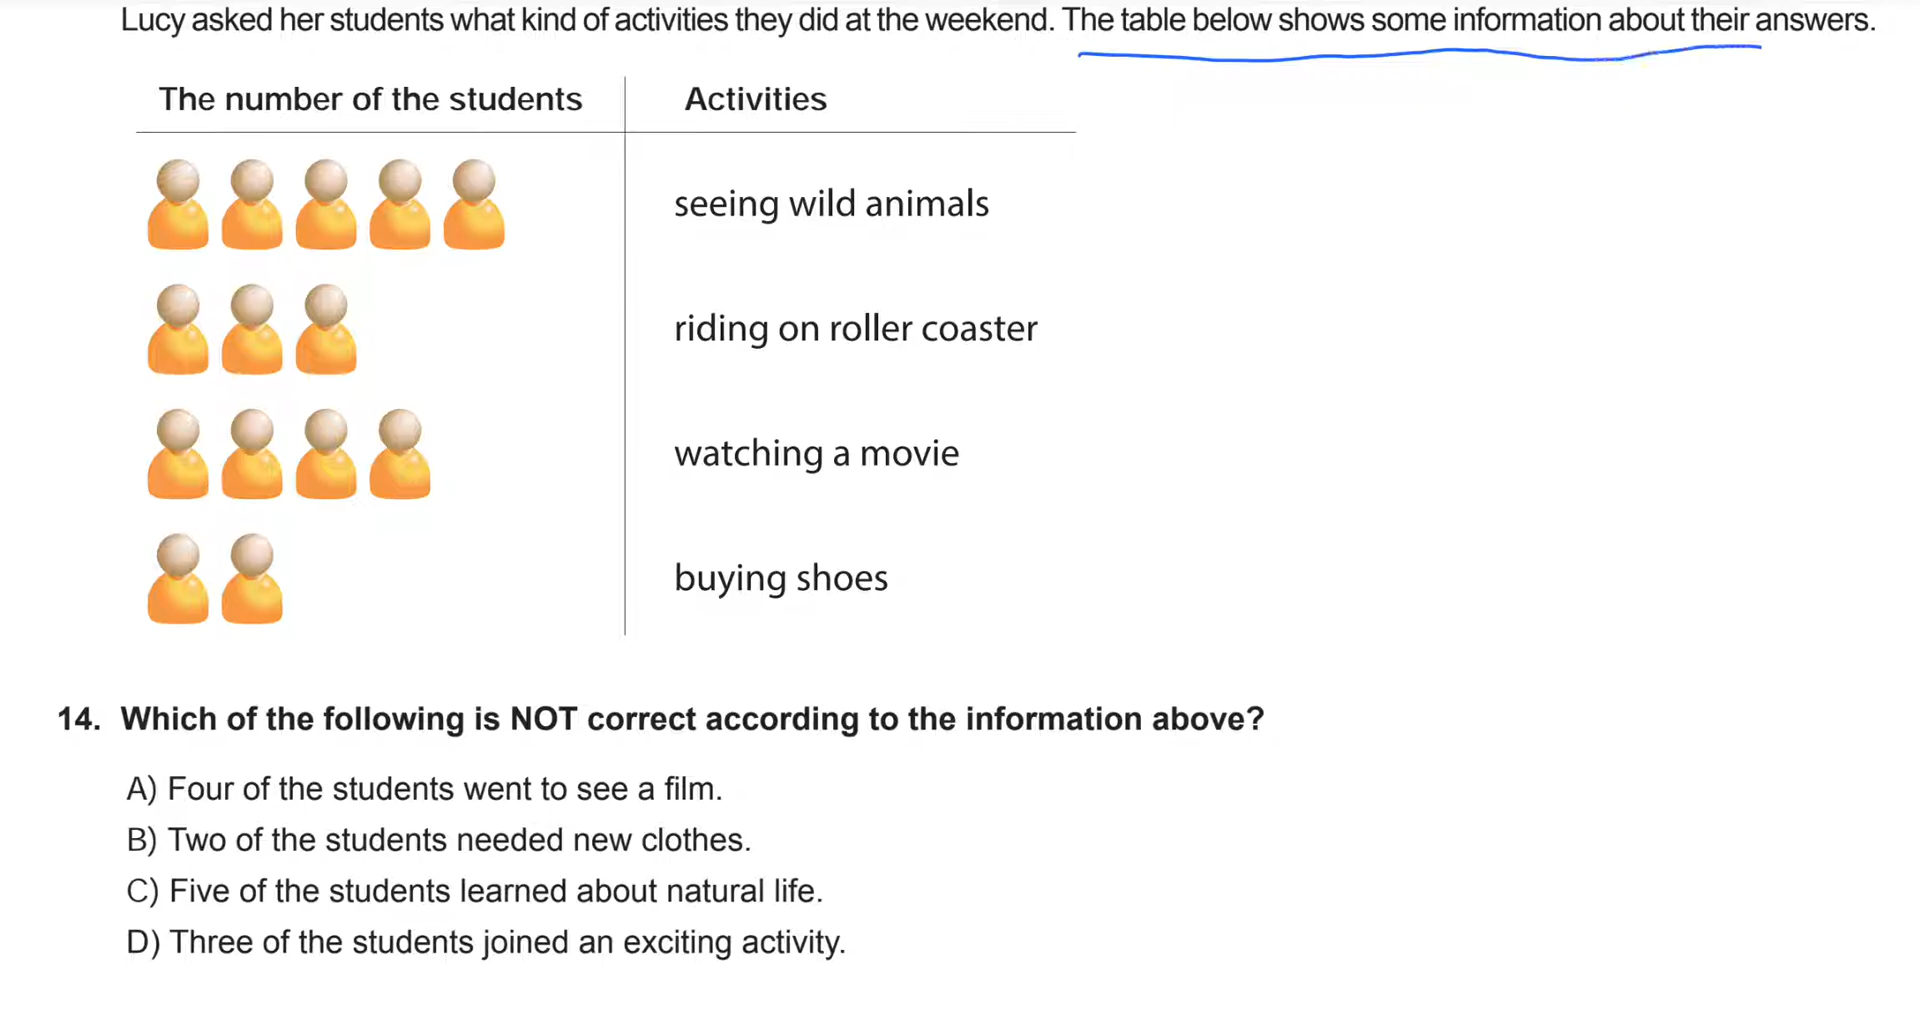 Lucy asked her students what kind of activities they did at the weekend. The table below shows some information about their answers.
The number of the students Activities
seeing wild animals
riding on roller coaster
watching a movie
buying shoes
14. Which of the following is NOT correct according to the information above?
A) Four of the students went to see a film.
B) Two of the students needed new clothes.
C) Five of the students learned about natural life.
D) Three of the students joined an exciting activity.